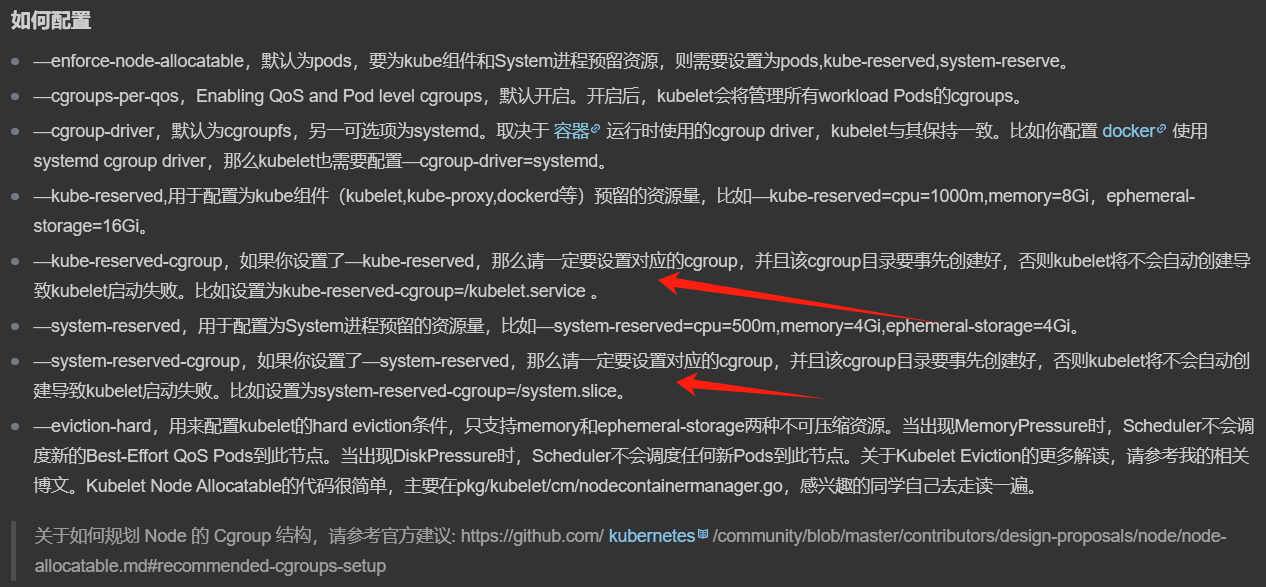 如何配置
—enforce-node-allocatable，默认为pods，要为kube组件和System进程预留资源，则需要设置为pods,kube-reserved,system-reserve。
—cgroups-per-qos，Enabling QoS and Pod level cgroups，默认开启。开启后，kubelet会将管理所有workload Pods的cgroups。
—cgroup-driver，默认为cgroupfs，另一可选项为systemd。取决于 容器 运行时使用的cgroup driver，kubelet与其保持一致。比如你配置 docker 使用
systemd cgroup driver，那么kubelet也需要配置—cgroup-driver=systemd。
—kube-reserved,用于配置为kube组件（kubelet,kube-proxy,dockerd等）预留的资源量，比如—kube-reserved=cpu=1000m,memory=8Gi，ephemeral-
storage=16Gi。
—kube-reserved-cgroup，如果你设置了—kube-reserved，那么请一定要设置对应的cgroup，并且该cgroup目录要事先创建好，否则kubelet将不会自动创建导
致kubelet启动失败。比如设置为kube-reserved-cgroup=/kubelet.service 。
—system-reserved，用于配置为System进程预留的资源量，比如—system-reserved=cpu=500m,memory=4Gi,ephemeral-storage=4Gi。
—system-reserved-cgroup，如果你设置了—system-reserved，那么请一定要设置对应的cgroup，并且该cgroup目录要事先创建好，否则kubelet将不会自动创
建导致kubelet启动失败。比如设置为system-reserved-cgroup=/system.slice。
—eviction-hard，用来配置kubelet的hard eviction条件，只支持memory和ephemeral-storage两种不可压缩资源。当出现MemoryPressure时，Scheduler不会调
度新的Best-Effort QoS Pods到此节点。当出现DiskPressure时，Scheduler不会调度任何新Pods到此节点。关于Kubelet Eviction的更多解读，请参考我的相关
博文。Kubelet Node Allocatable的代码很简单，主要在pkg/kubelet/cm/nodecontainermanager.go，感兴趣的同学自己去走读一遍。
关于如何规划 Node 的 Cgroup 结构，请参考官方建议: https://github.com/ kubernetes /community/blob/master/contributors/design-proposals/node/node-
allocatable.md#recommended-cgroups-setup